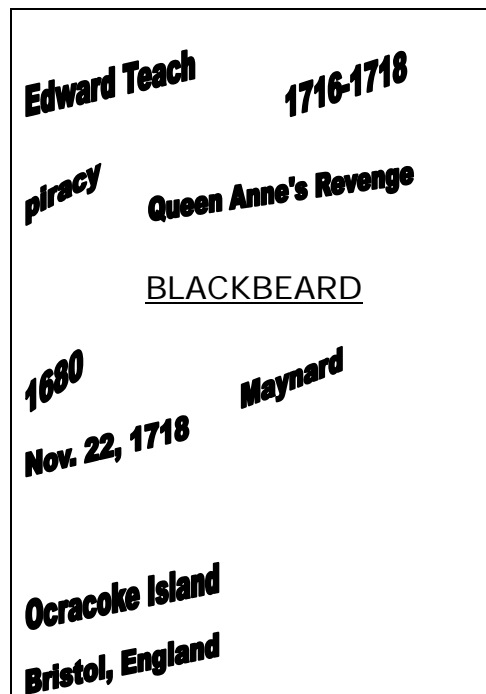 Edward Teach
1716-1718
piracy
Queen Anne's Revenge
BLACKBEARD
1680
Maynard
Nov. 22, 1718
Ocracoke Island
Bristol, England